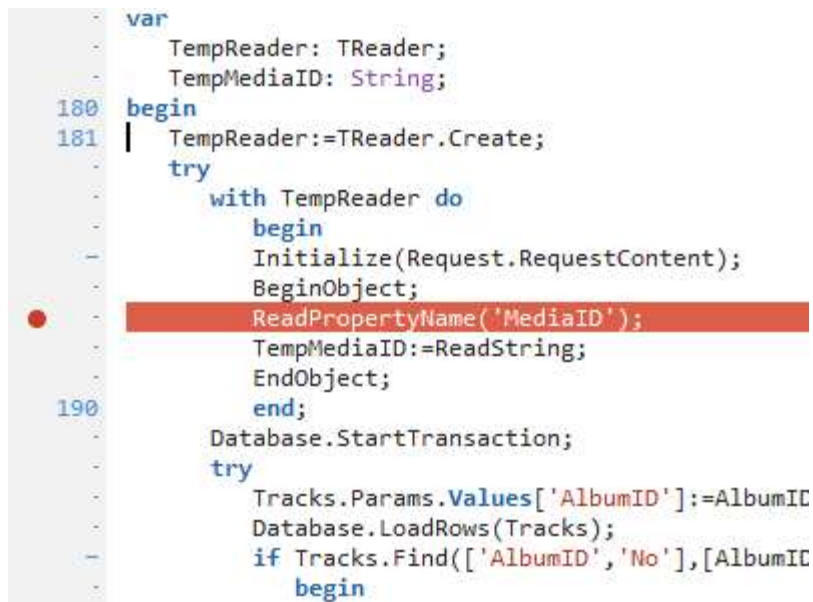 var
TempReader: TReader;
TempMediaID: String;
180 begin
181 TempReader:=TReader.Create;
try
with TempReader do
begin
Initialize(Request.RequestContent);
BeginObject;
ReadPropertyName('MediaID');
TempMediaID:=ReadString;
EndObject;
190 end;
Database.StartTransaction;
try
Tracks.Params.Values['AlbumID']:=AlbumID
Database.LoadRows(Tracks);
if Tracks.Find(['AlbumID','No'],[AlbumID
begin